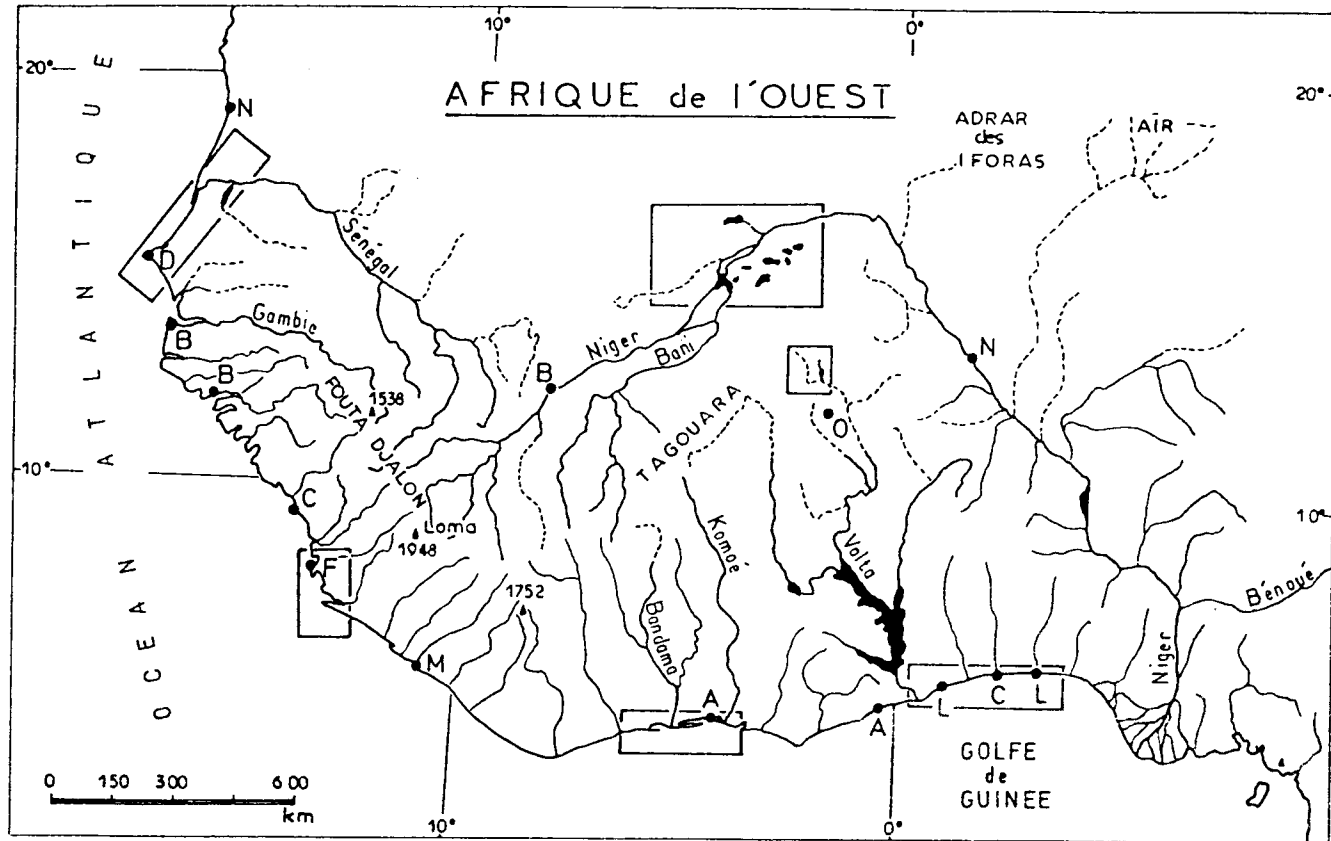 10°
0°
20°
20°
AFRIQUE de l'OUEST
ADRAR
des
IFORAS
AÏR
N
OCEAN ATLANTIQUE
D
Sénégal
Gambie
B
B
FOUTA DJALON
1538
Niger
Bani
B
N
TAGOUARA
O
10°
10°
C
Loma
1948
F
1752
Komoé
Volta
Bandama
Bénoué
Niger
M
A
A
L
C
L
GOLFE
de
GUINEE
0 150 300 600
km
10°
0°